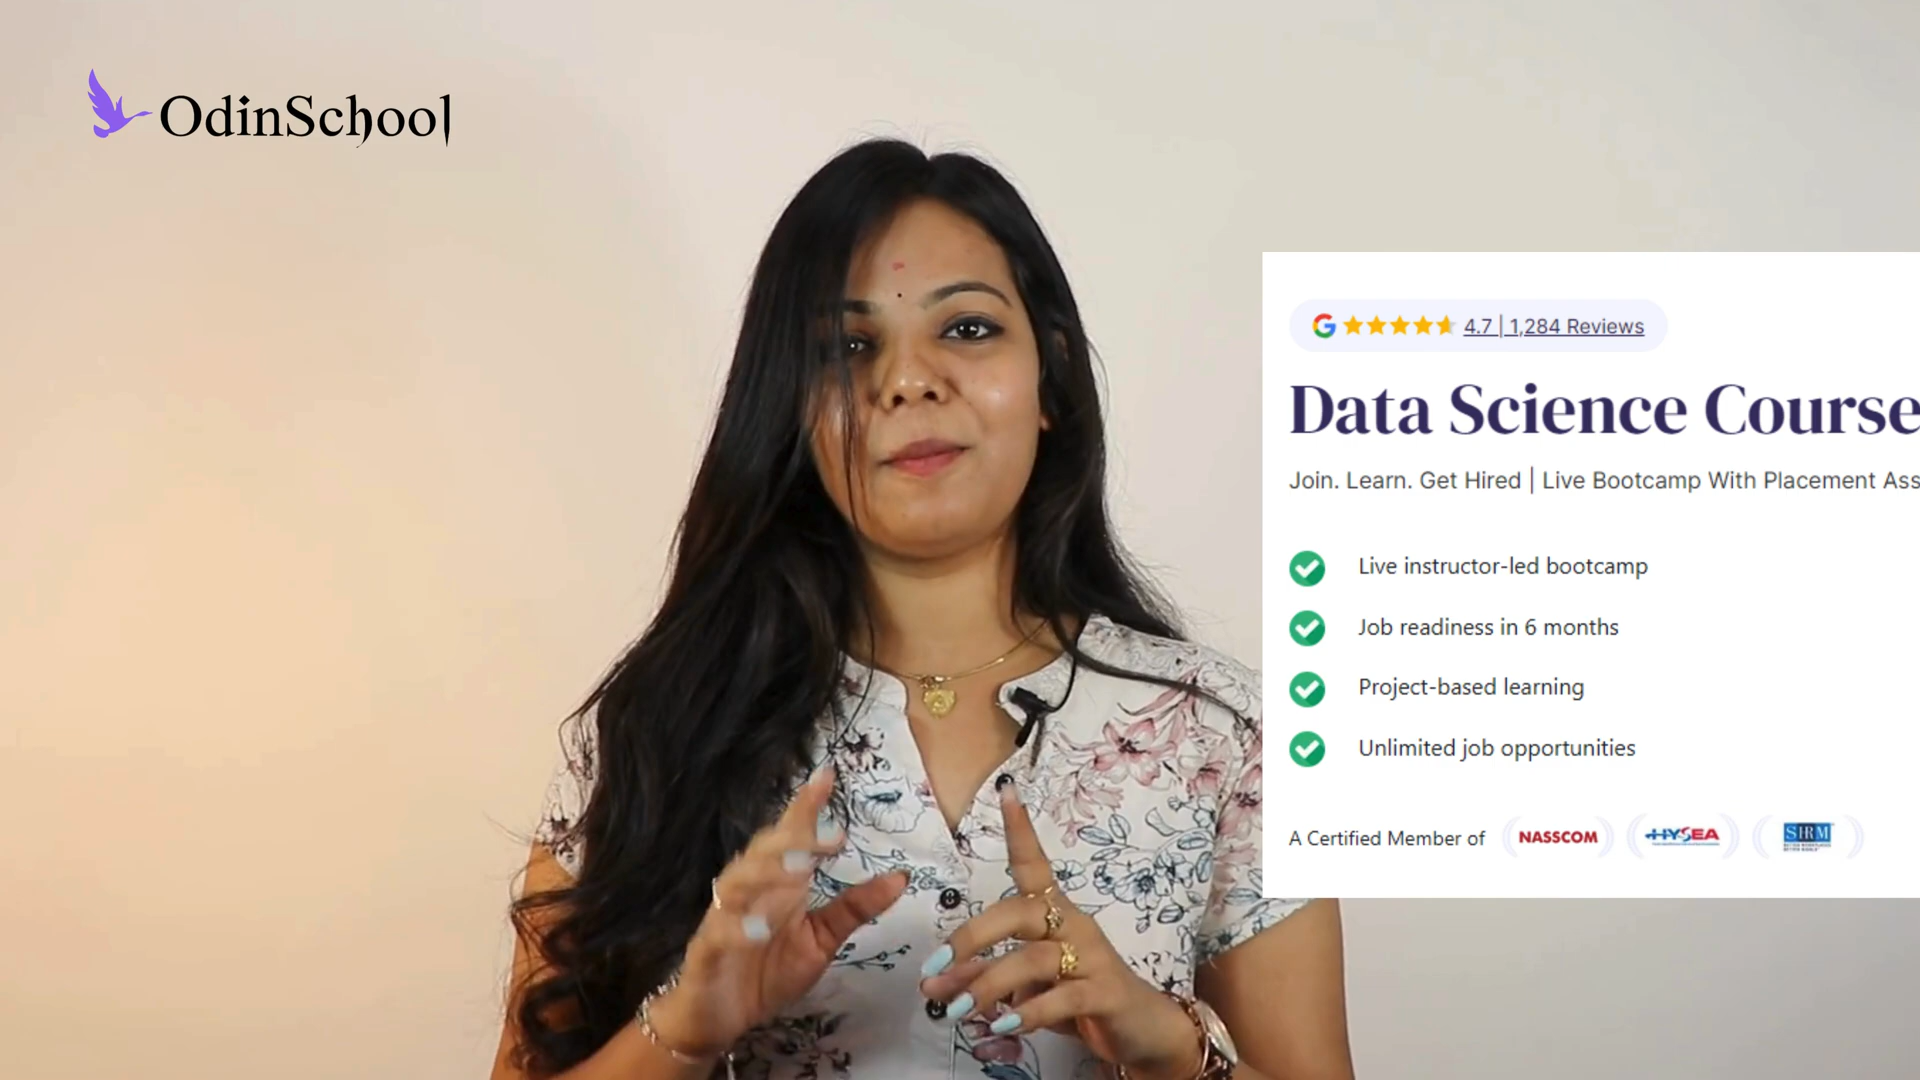 OdinSchool
4.7 | 1,284 Reviews
Data Science Course
Join. Learn. Get Hired | Live Bootcamp With Placement Ass
Live instructor-led bootcamp
Job readiness in 6 months
Project-based learning
Unlimited job opportunities
A Certified Member of NASSCOM HYSEA SHRM